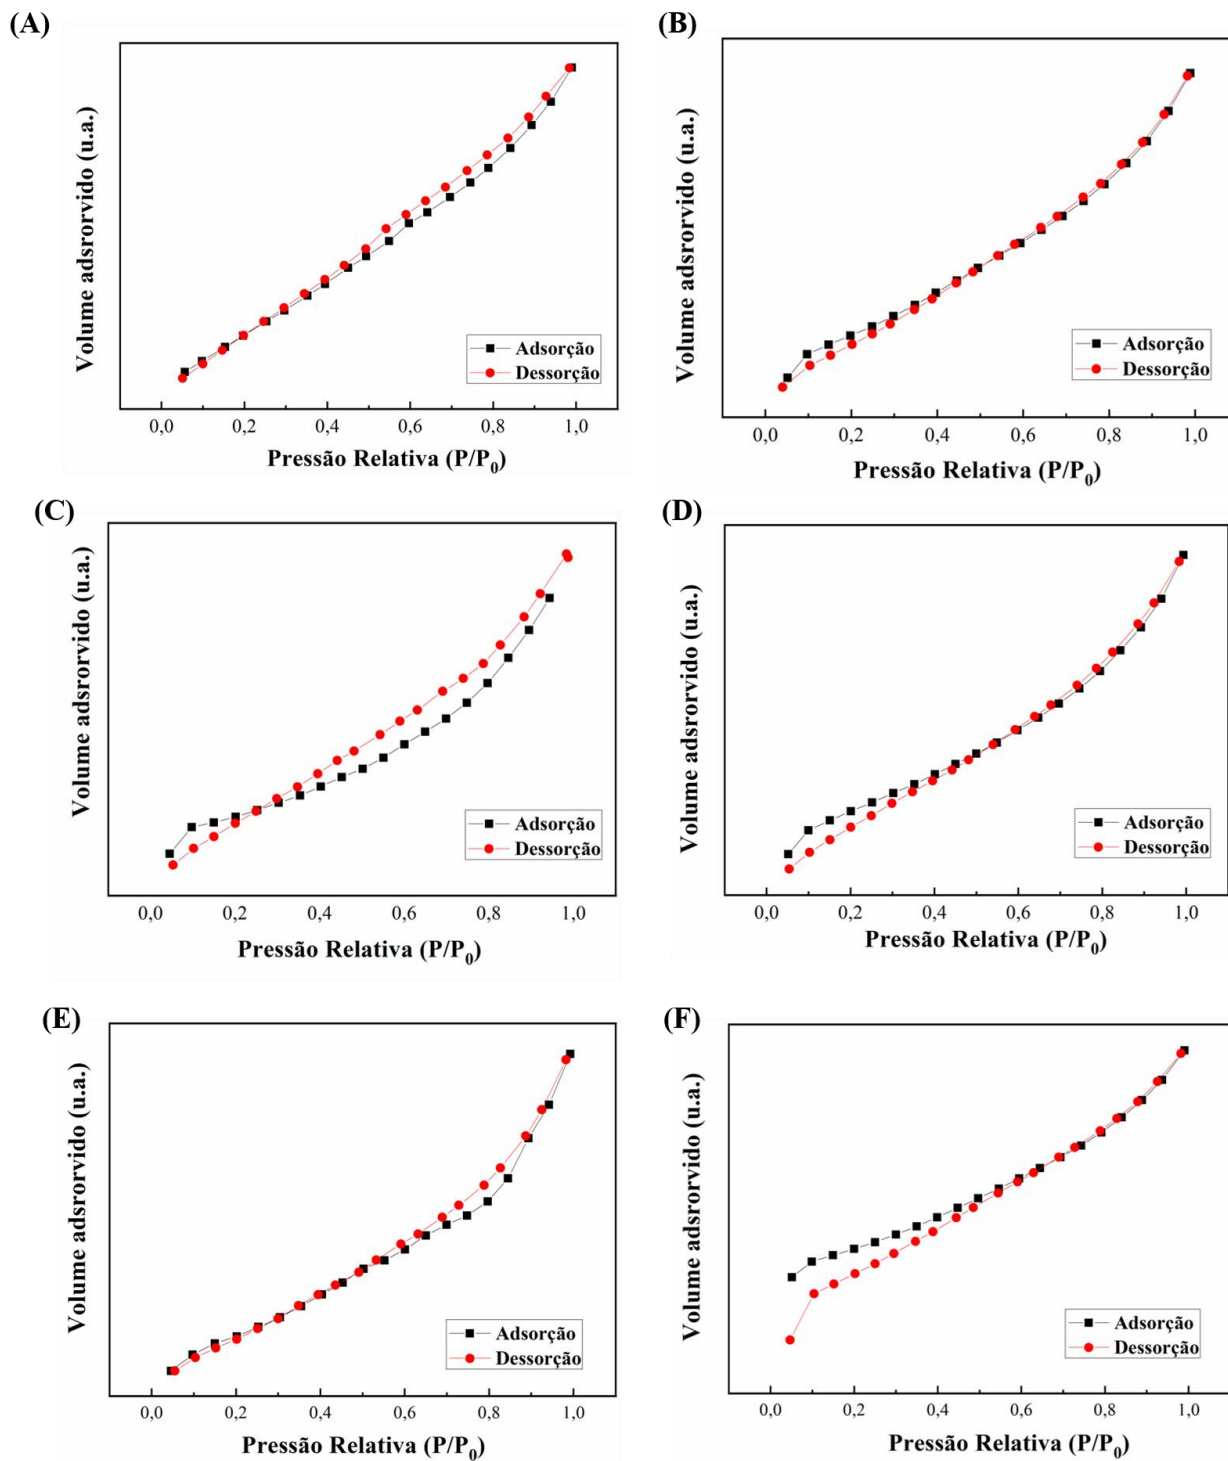 (A)
Volume adsrorvido (u.a.)
Adsorção
Dessorção
0,0 0,2 0,4 0,6 0,8 1,0
Pressão Relativa (P/P0)
(B)
Volume adsrorvido (u.a.)
Adsorção
Dessorção
0,0 0,2 0,4 0,6 0,8 1,0
Pressão Relativa (P/P0)
(C)
Volume adsrorvido (u.a.)
Adsorção
Dessorção
0,0 0,2 0,4 0,6 0,8 1,0
Pressão Relativa (P/P0)
(D)
Volume adsrorvido (u.a.)
Adsorção
Dessorção
0,0 0,2 0,4 0,6 0,8 1,0
Pressão Relativa (P/P0)
(E)
Volume adsrorvido (u.a.)
Adsorção
Dessorção
0,0 0,2 0,4 0,6 0,8 1,0
Pressão Relativa (P/P0)
(F)
Volume adsrorvido (u.a.)
Adsorção
Dessorção
0,0 0,2 0,4 0,6 0,8 1,0
Pressão Relativa (P/P0)